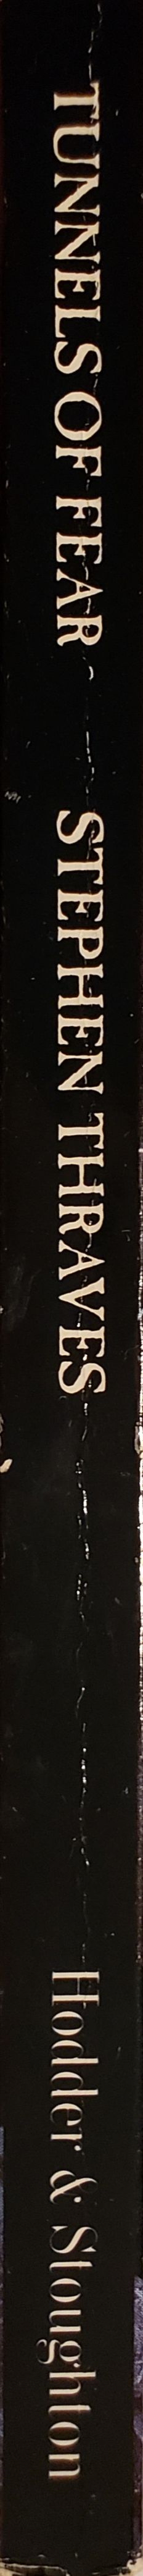 TUNNELS OF FEAR
STEPHEN THRAVES
Hodder & Stoughton